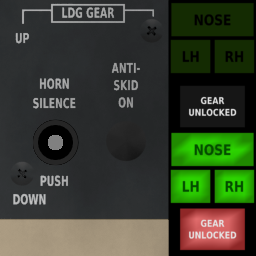 LDG GEAR
UP
HORN
SILENCE
ANTI-
SKID
ON
PUSH
DOWN
NOSE
LH RH
GEAR
UNLOCKED
NOSE
LH RH
GEAR
UNLOCKED